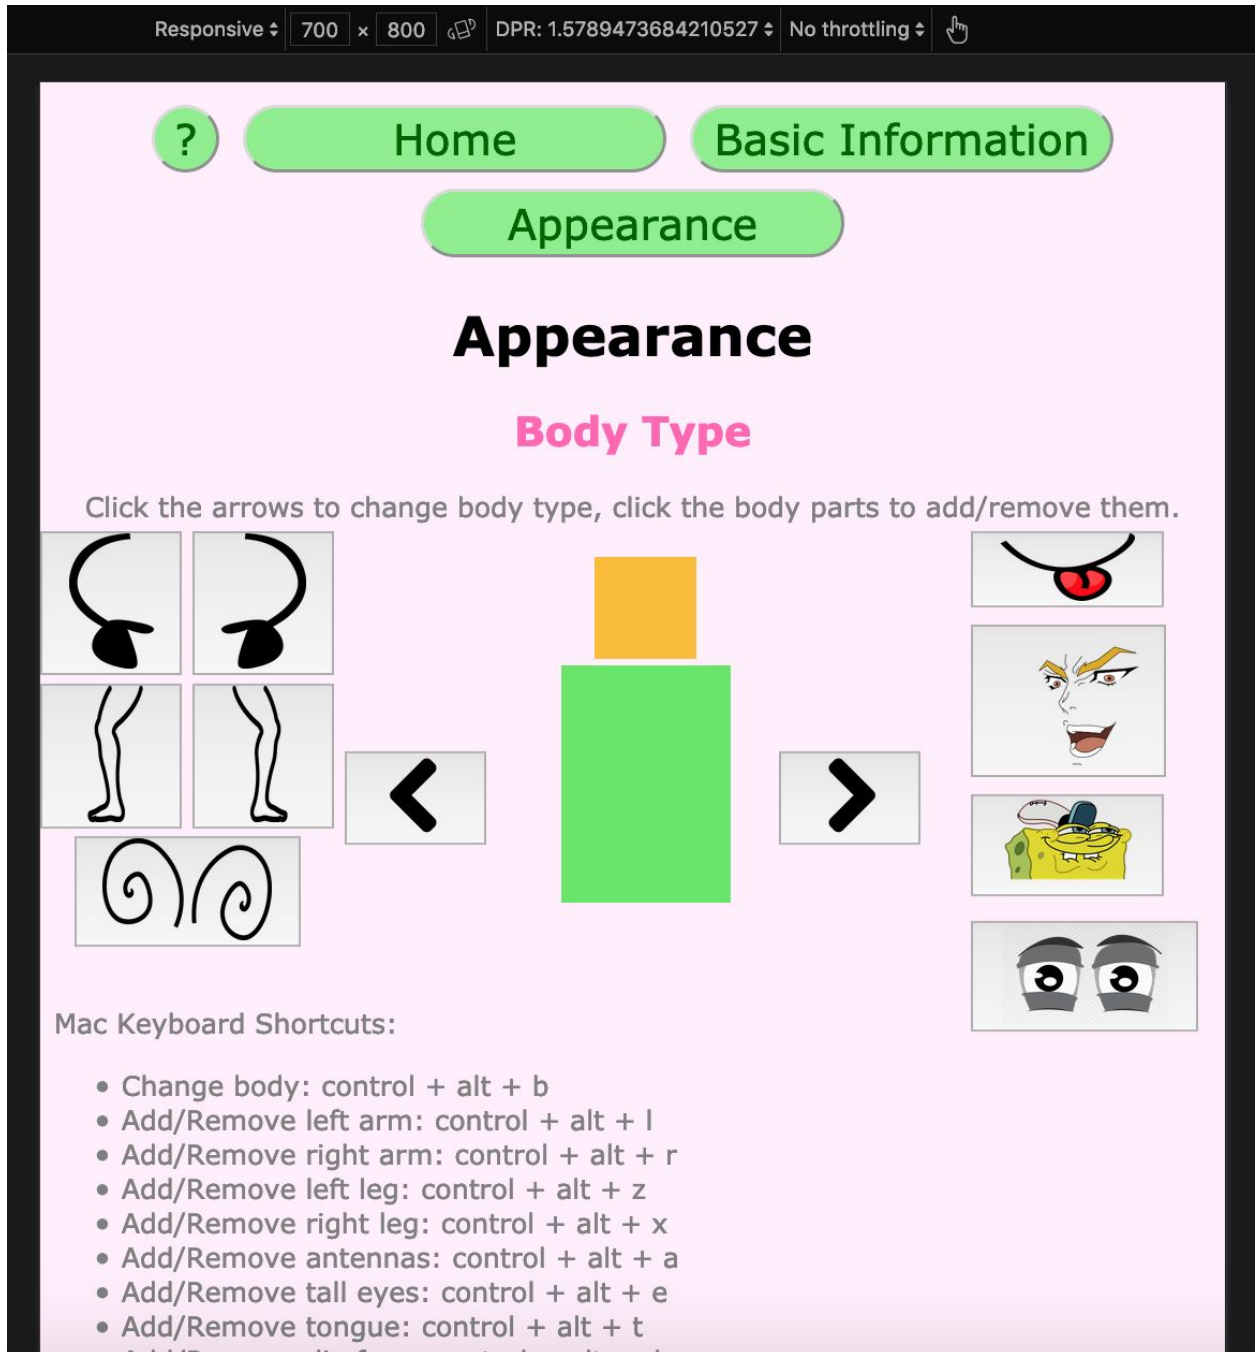 Responsive 700 × 800 DPR: 1.5789473684210527 No throttling
? Home Basic Information
Appearance
Appearance
Body Type
Click the arrows to change body type, click the body parts to add/remove them.
Mac Keyboard Shortcuts:
• Change body: control + alt + b
• Add/Remove left arm: control + alt + l
• Add/Remove right arm: control + alt + r
• Add/Remove left leg: control + alt + z
• Add/Remove right leg: control + alt + x
• Add/Remove antennas: control + alt + a
• Add/Remove tall eyes: control + alt + e
• Add/Remove tongue: control + alt + t